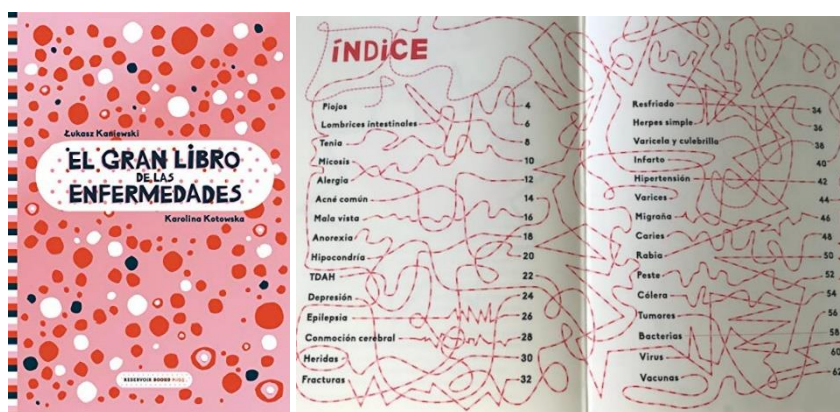 Łukasz Kaniewski
EL GRAN LiBRO
DE LAS
ENFERMEDADES
Karolina Kotowska
RESERVOIR BOOKS KIDS
ÍNDiCE
Piojos 4
Lombrices intestinales 6
Tenia 8
Micosis 10
Alergia 12
Acné común 14
Mala vista 16
Anorexia 18
Hipocondría 20
TDAH 22
Depresión 24
Epilepsia 26
Conmoción cerebral 28
Heridas 30
Fracturas 32
Resfriado 34
Herpes simple 36
Varicela y culebrilla 38
Infarto 40
Hipertensión 42
Varices 44
Migraña 46
Caries 48
Rabia 50
Peste 52
Cólera 54
Tumores 56
Bacterias 58
Virus 60
Vacunas 62